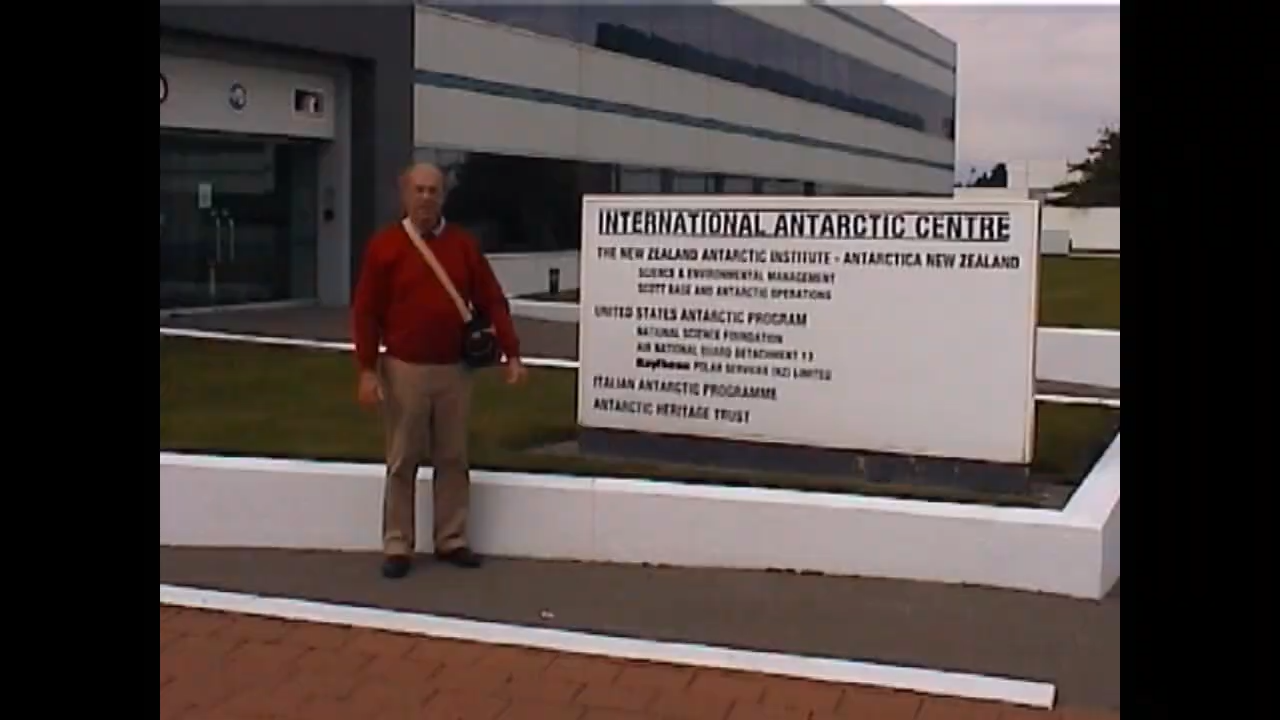 INTERNATIONAL ANTARCTIC CENTRE
THE NEW ZEALAND ANTARCTIC INSTITUTE - ANTARCTICA NEW ZEALAND
SCIENCE & ENVIRONMENTAL MANAGEMENT
SCOTT BASE AND ANTARCTIC OPERATIONS
UNITED STATES ANTARCTIC PROGRAM
NATIONAL SCIENCE FOUNDATION
AIR NATIONAL GUARD DETACHMENT 13
Raytheon POLAR SERVICES (NZ) LIMITED
ITALIAN ANTARCTIC PROGRAMME
ANTARCTIC HERITAGE TRUST